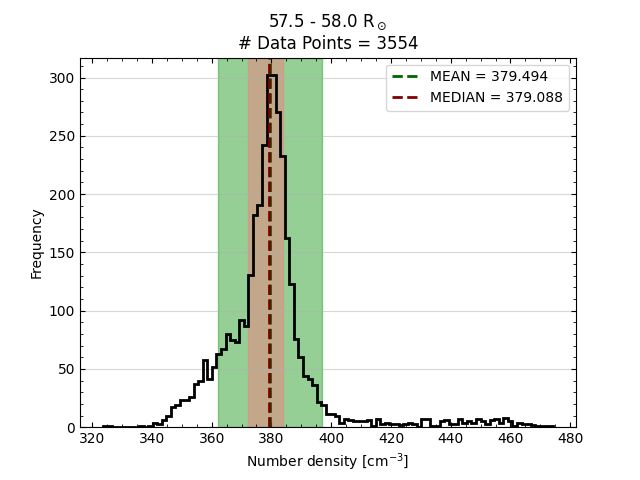 57.5 - 58.0 R⊙
# Data Points = 3554
MEAN = 379.494
MEDIAN = 379.088
Frequency
300
250
200
150
100
50
0
320 340 360 380 400 420 440 460 480
Number density [cm⁻³]